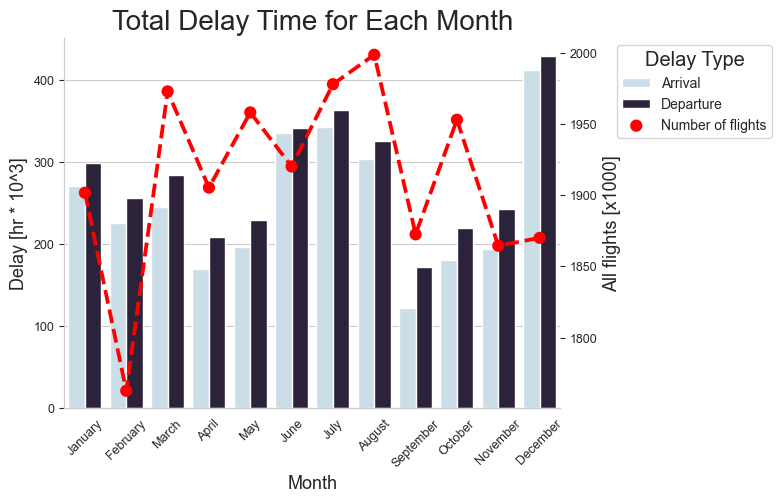 Total Delay Time for Each Month
Delay [hr * 10^3]
400
300
200
100
0
2000
1950
1900
1850
1800
All flights [x1000]
January
February
March
April
May
June
July
August
September
October
November
December
Month
Delay Type
Arrival
Departure
Number of flights